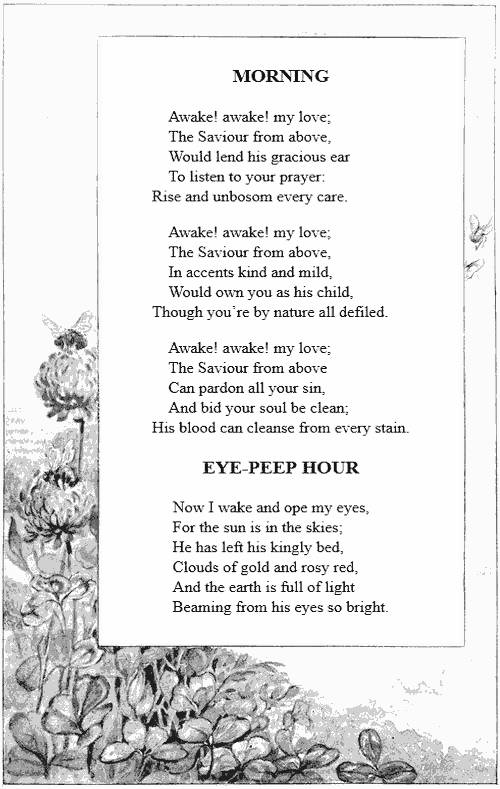 MORNING
Awake! awake! my love;
The Saviour from above,
Would lend his gracious ear
To listen to your prayer:
Rise and unbosom every care.
Awake! awake! my love;
The Saviour from above,
In accents kind and mild,
Would own you as his child,
Though you're by nature all defiled.
Awake! awake! my love;
The Saviour from above
Can pardon all your sin,
And bid your soul be clean;
His blood can cleanse from every stain.
EYE-PEEP HOUR
Now I wake and ope my eyes,
For the sun is in the skies;
He has left his kingly bed,
Clouds of gold and rosy red,
And the earth is full of light
Beaming from his eyes so bright.